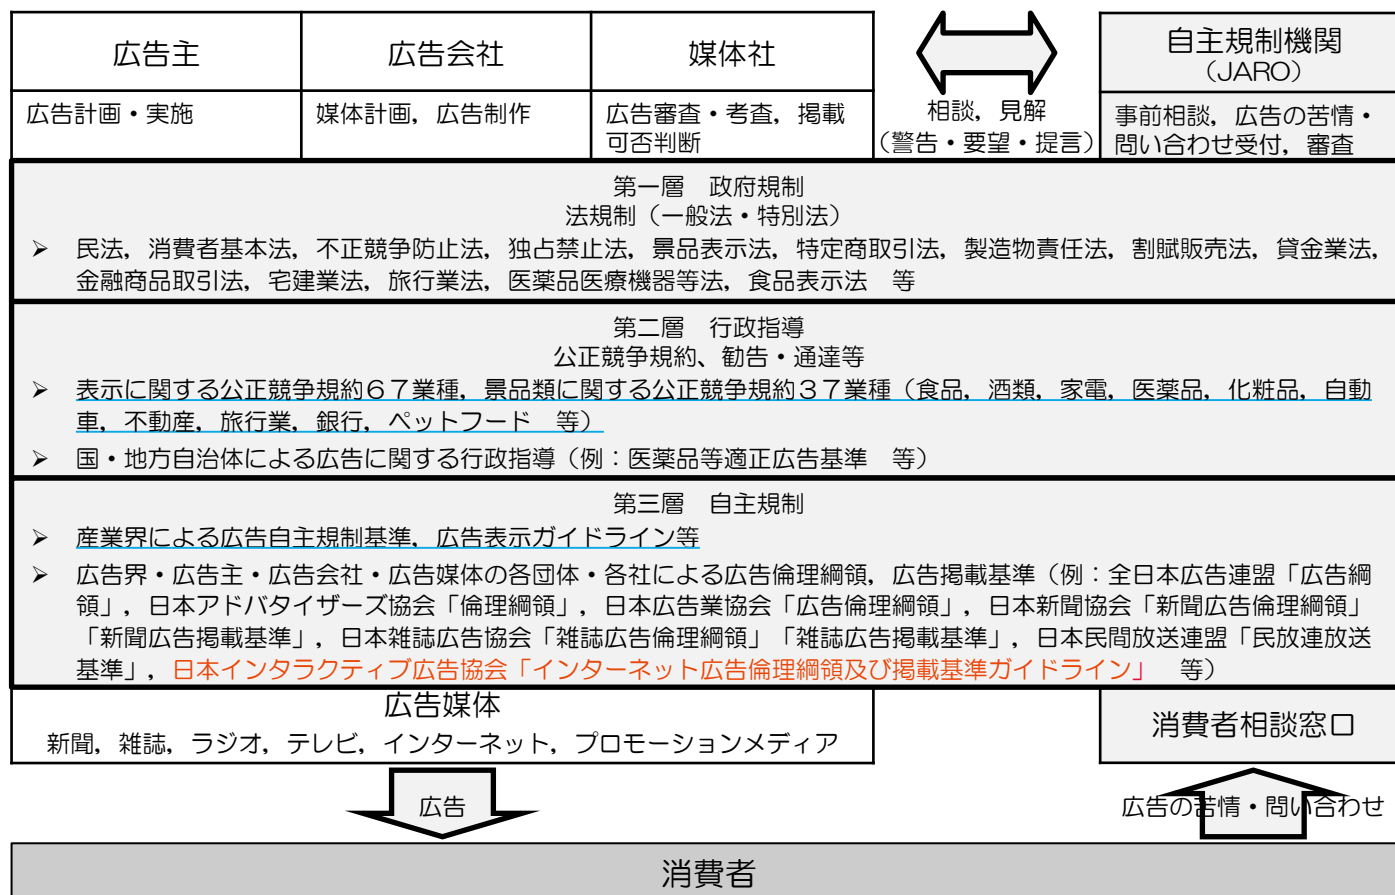 広告主
広告会社
媒体社
自主規制機関
（JARO）
広告計画・実施
媒体計画，広告制作
広告審査・考査，掲載
可否判断
相談，見解
（警告・要望・提言）
事前相談，広告の苦情・
問い合わせ受付，審査
第一層　政府規制
法規制（一般法・特別法）
➢ 民法，消費者基本法，不正競争防止法，独占禁止法，景品表示法，特定商取引法，製造物責任法，割賦販売法，貸金業法，
金融商品取引法，宅建業法，旅行業法，医薬品医療機器等法，食品表示法　等
第二層　行政指導
公正競争規約、勧告・通達等
➢ 表示に関する公正競争規約６７業種，景品類に関する公正競争規約３７業種（食品，酒類，家電，医薬品，化粧品，自動
車，不動産，旅行業，銀行，ペットフード　等）
➢ 国・地方自治体による広告に関する行政指導（例：医薬品等適正広告基準　等）
第三層　自主規制
➢ 産業界による広告自主規制基準，広告表示ガイドライン等
➢ 広告界・広告主・広告会社・広告媒体の各団体・各社による広告倫理綱領，広告掲載基準（例：全日本広告連盟「広告綱
領」，日本アドバタイザーズ協会「倫理綱領」，日本広告業協会「広告倫理綱領」，日本新聞協会「新聞広告倫理綱領」
「新聞広告掲載基準」，日本雑誌広告協会「雑誌広告倫理綱領」「雑誌広告掲載基準」，日本民間放送連盟「民放連放送
基準」，日本インタラクティブ広告協会「インターネット広告倫理綱領及び掲載基準ガイドライン」　等）
広告媒体
新聞，雑誌，ラジオ，テレビ，インターネット，プロモーションメディア
消費者相談窓口
広告
広告の苦情・問い合わせ
消費者